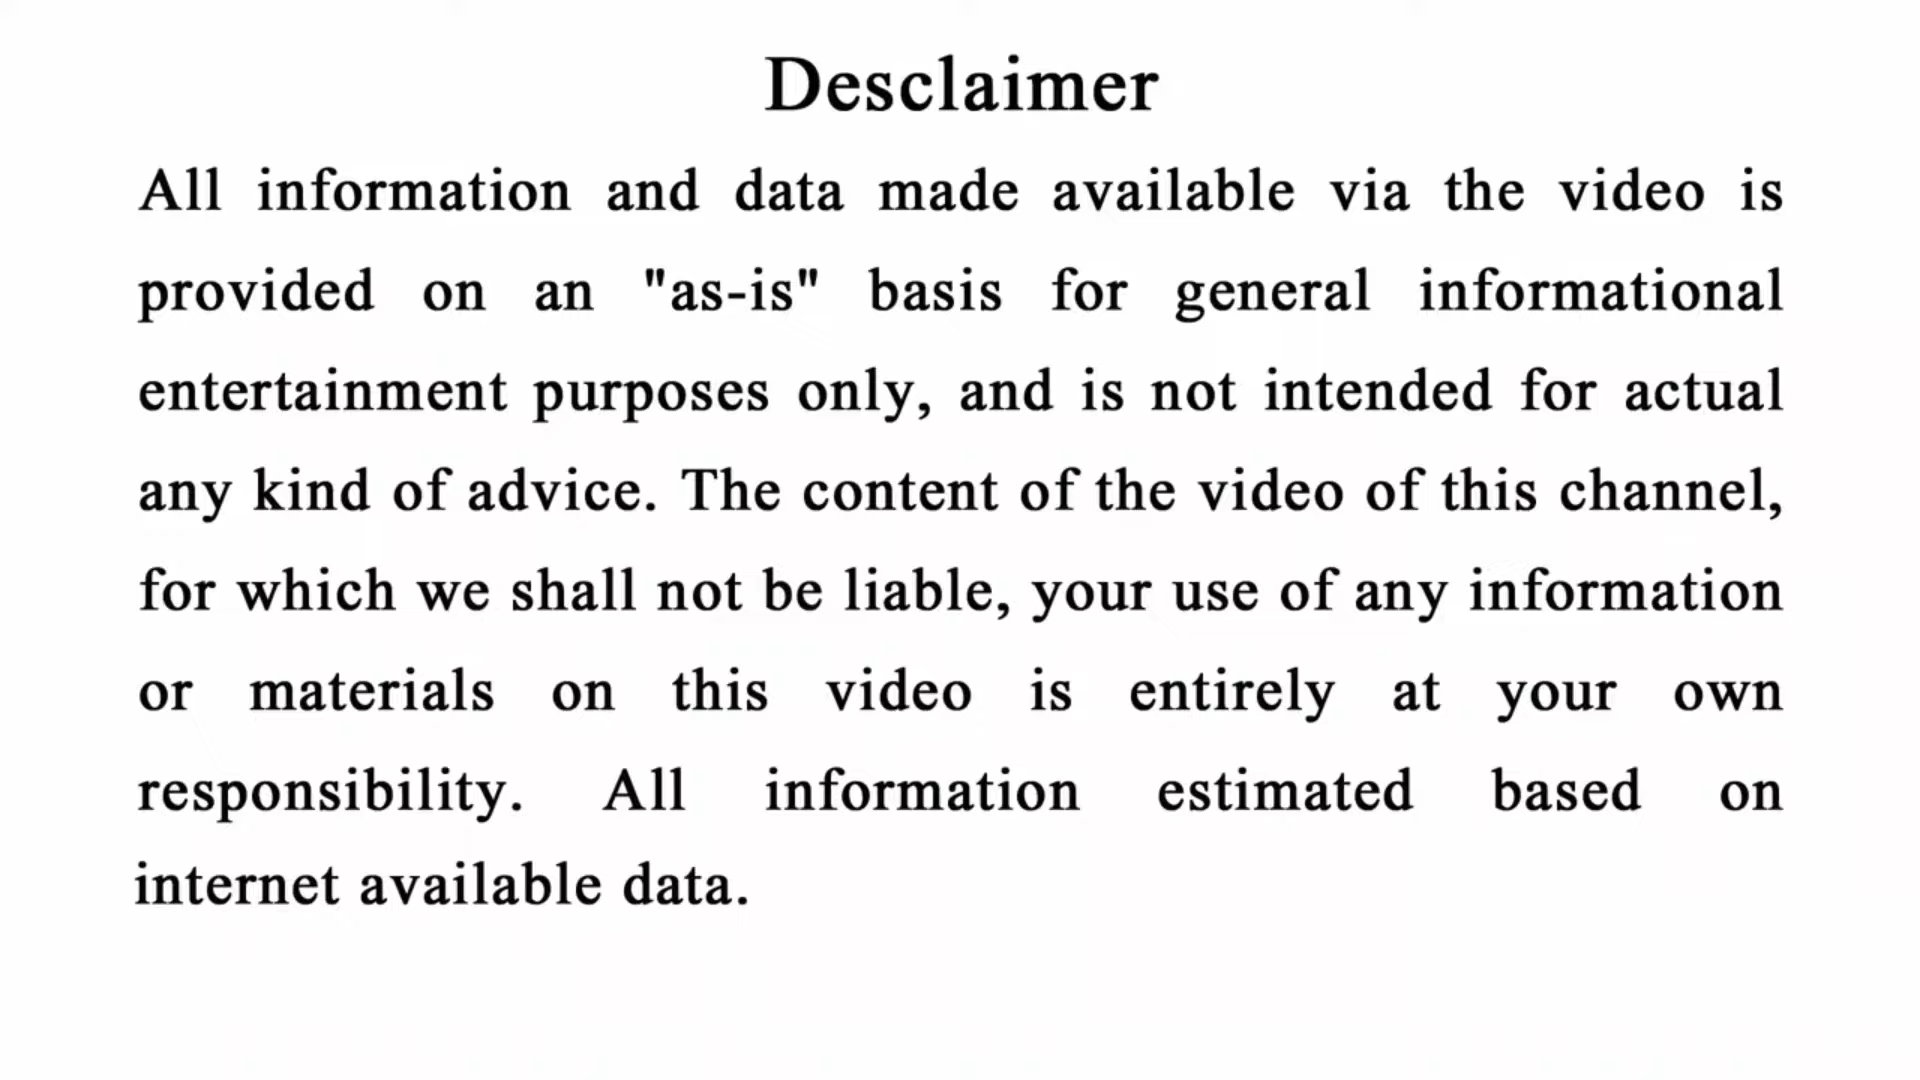 Desclaimer
All information and data made available via the video is
provided on an "as-is" basis for general informational
entertainment purposes only, and is not intended for actual
any kind of advice. The content of the video of this channel,
for which we shall not be liable, your use of any information
or materials on this video is entirely at your own
responsibility. All information estimated based on
internet available data.